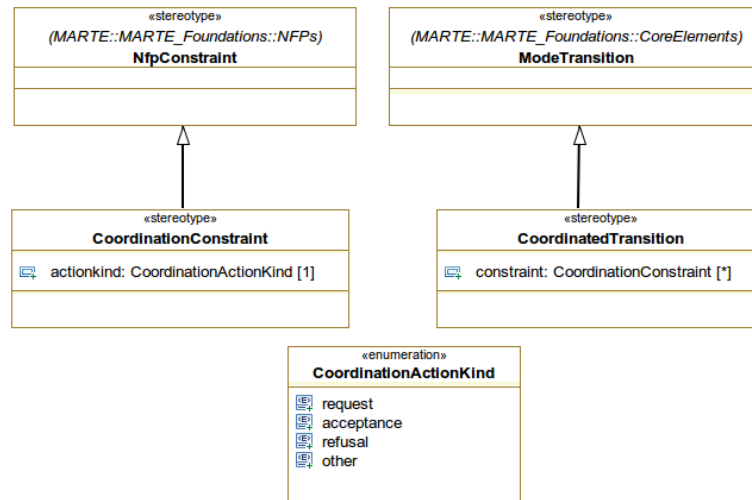 «stereotype»
(MARTE::MARTE_Foundations::NFPs)
NfpConstraint
«stereotype»
(MARTE::MARTE_Foundations::CoreElements)
ModeTransition
«stereotype»
CoordinationConstraint
actionkind: CoordinationActionKind [1]
«stereotype»
CoordinatedTransition
constraint: CoordinationConstraint [*]
«enumeration»
CoordinationActionKind
<E> request
<E> acceptance
<E> refusal
<E> other